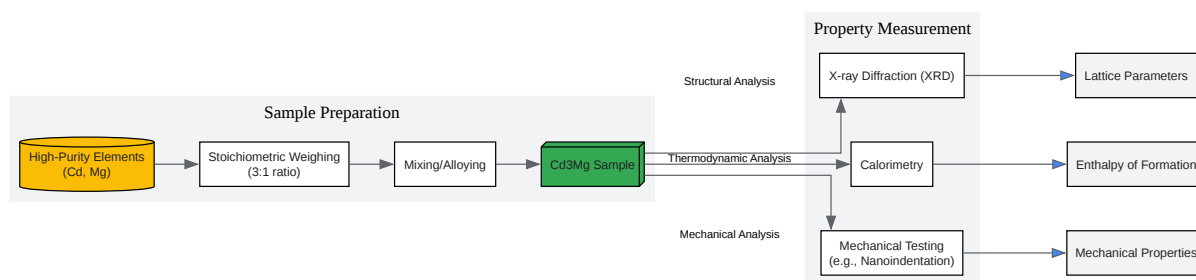 Sample Preparation
High-Purity Elements
(Cd, Mg)
Stoichiometric Weighing
(3:1 ratio)
Mixing/Alloying
Cd3Mg Sample
Structural Analysis
Thermodynamic Analysis
Mechanical Analysis
Property Measurement
X-ray Diffraction (XRD)
Calorimetry
Mechanical Testing
(e.g., Nanoindentation)
Lattice Parameters
Enthalpy of Formation
Mechanical Properties